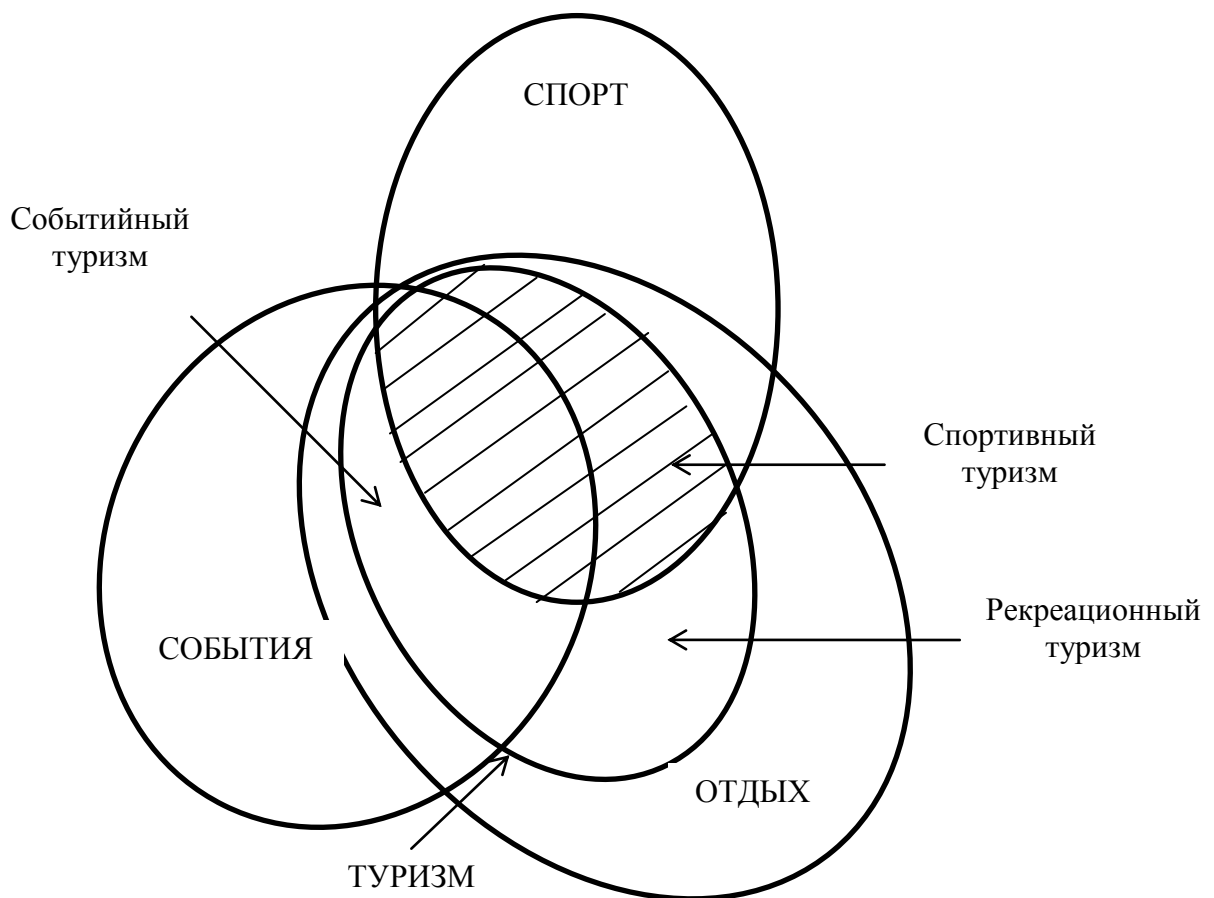 СПОРТ
Событийный
туризм
Спортивный
туризм
Рекреационный
туризм
СОБЫТИЯ
ОТДЫХ
ТУРИЗМ